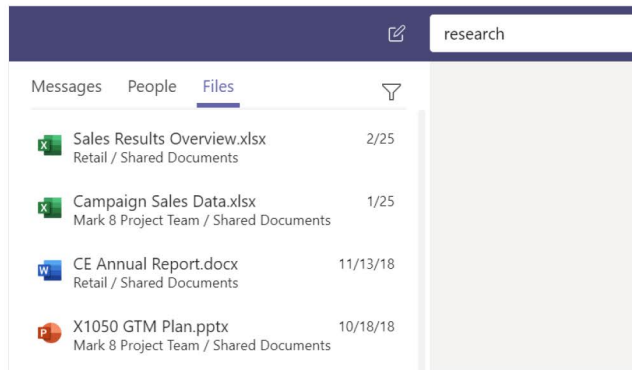 research
Messages People Files
Sales Results Overview.xlsx 2/25
Retail / Shared Documents
Campaign Sales Data.xlsx 1/25
Mark 8 Project Team / Shared Documents
CE Annual Report.docx 11/13/18
Retail / Shared Documents
X1050 GTM Plan.pptx 10/18/18
Mark 8 Project Team / Shared Documents